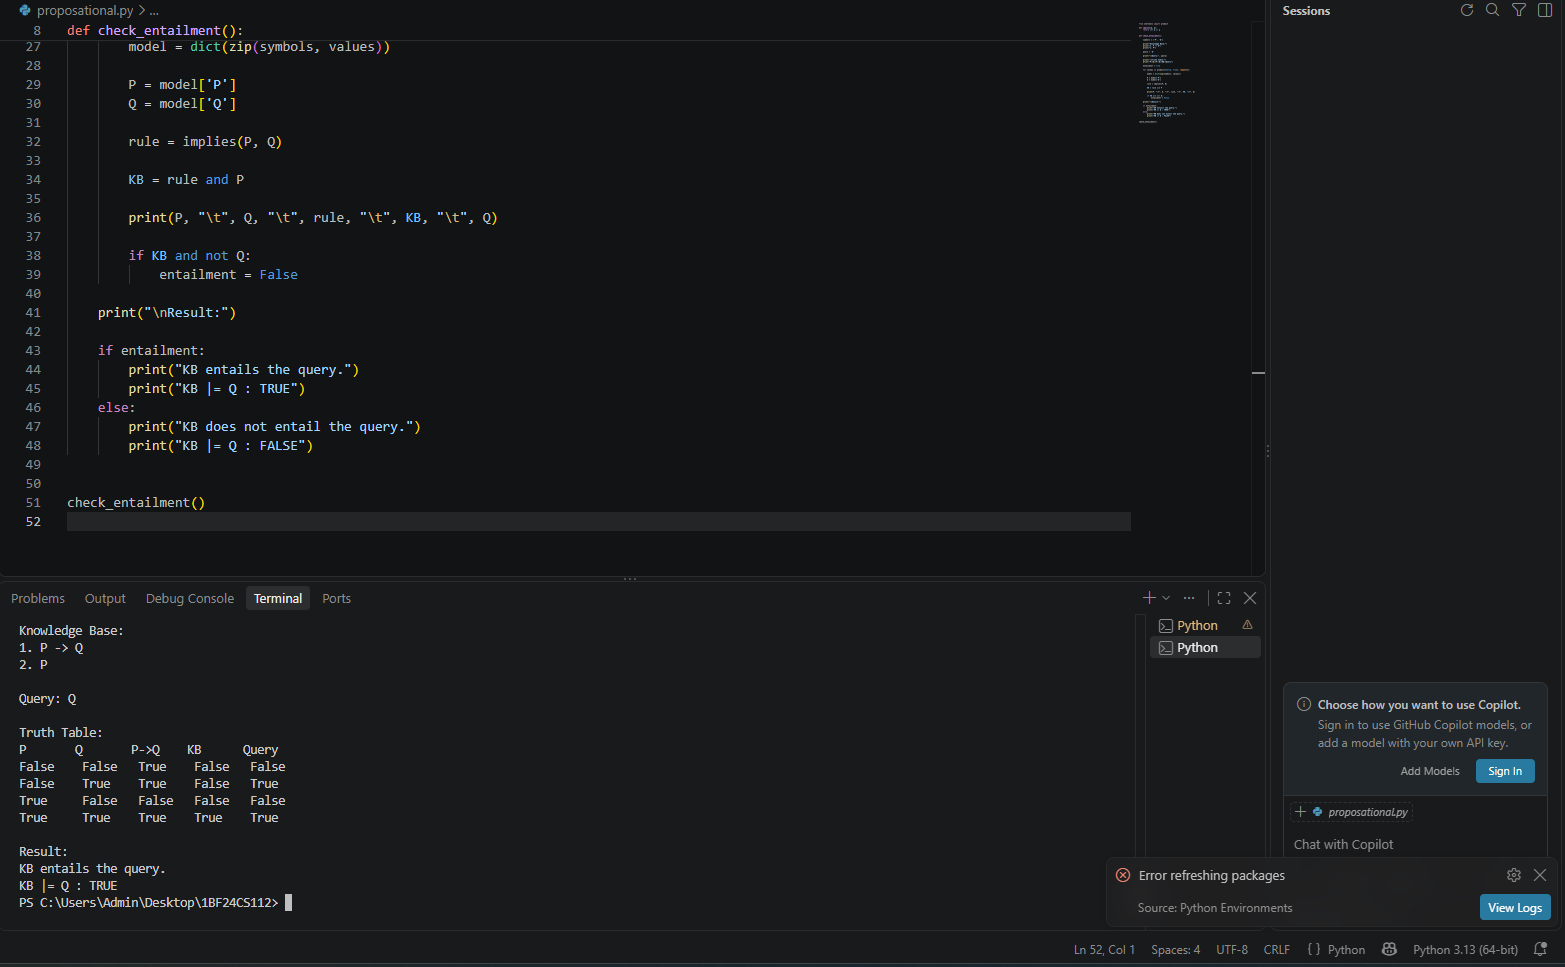 proposational.py > ...
8 def check_entailment():
27 model = dict(zip(symbols, values))
28
29 P = model['P']
30 Q = model['Q']
31
32 rule = implies(P, Q)
33
34 KB = rule and P
35
36 print(P, "\t", Q, "\t", rule, "\t", KB, "\t", Q)
37
38 if KB and not Q:
39 entailment = False
40
41 print("\nResult:")
42
43 if entailment:
44 print("KB entails the query.")
45 print("KB |= Q : TRUE")
46 else:
47 print("KB does not entail the query.")
48 print("KB |= Q : FALSE")
49
50
51 check_entailment()
52
Problems Output Debug Console Terminal Ports
Knowledge Base:
1. P -> Q
2. P
Query: Q
Truth Table:
P Q P->Q KB Query
False False True False False
False True True False True
True False False False False
True True True True True
Result:
KB entails the query.
KB |= Q : TRUE
PS C:\Users\Admin\Desktop\1BF24CS112>
Python
Python
Sessions
Choose how you want to use Copilot.
Sign in to use GitHub Copilot models, or
add a model with your own API key.
Add Models Sign In
proposational.py
Chat with Copilot
Error refreshing packages
Source: Python Environments
View Logs
Ln 52, Col 1 Spaces: 4 UTF-8 CRLF {} Python Python 3.13 (64-bit)